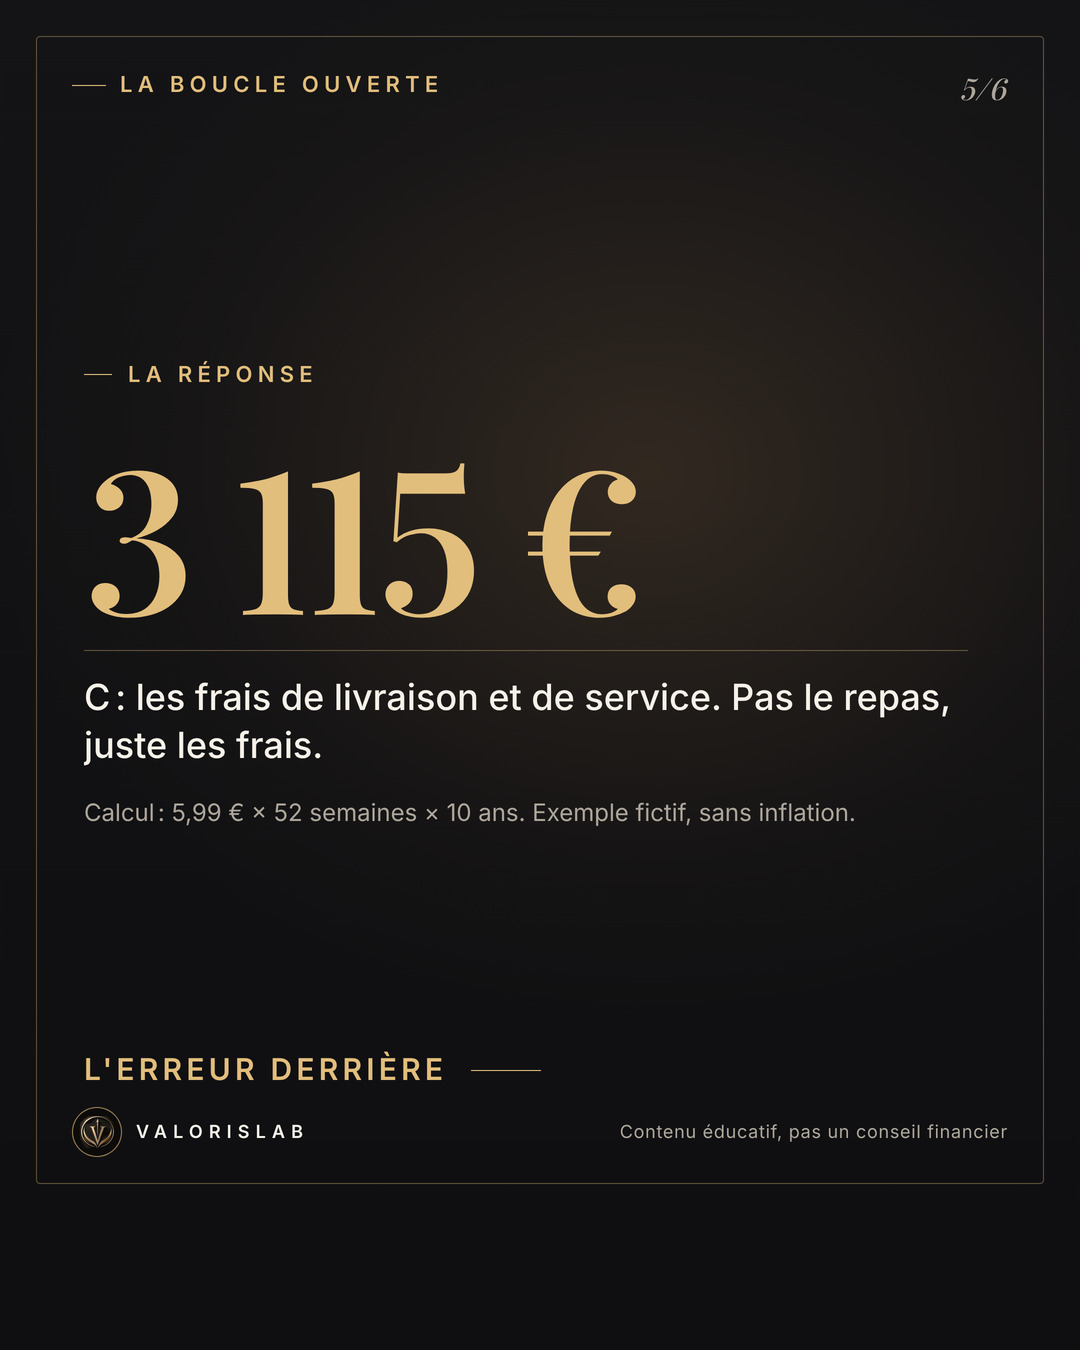 LA BOUCLE OUVERTE
5/6
LA RÉPONSE
3 115 €
C : les frais de livraison et de service. Pas le repas,
juste les frais.
Calcul : 5,99 € × 52 semaines × 10 ans. Exemple fictif, sans inflation.
L'ERREUR DERRIÈRE
V
VALORISLAB
Contenu éducatif, pas un conseil financier